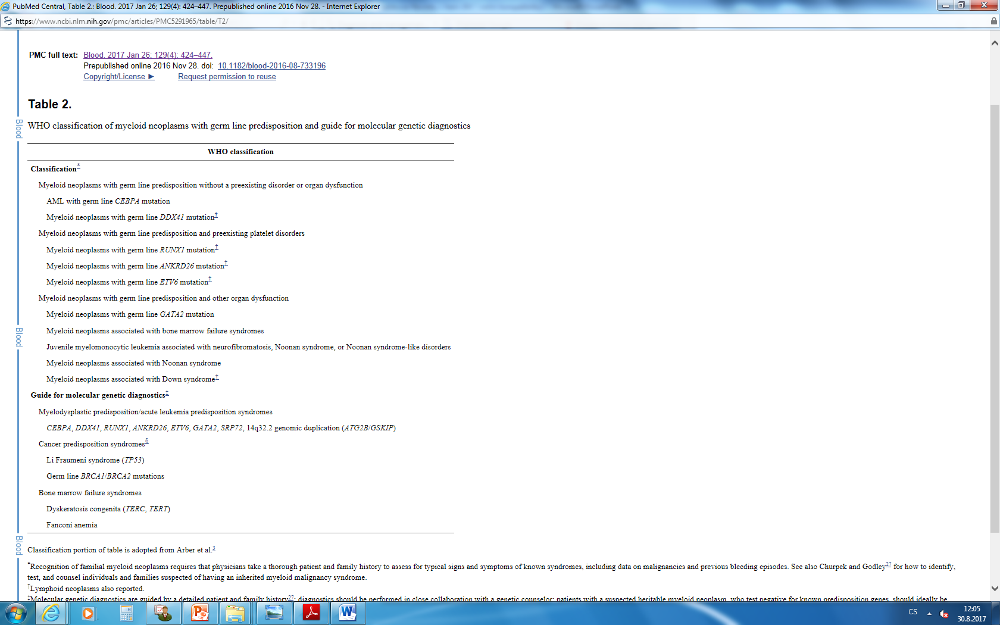 PubMed Central, Table 2.: Blood. 2017 Jan 26; 129(4): 424–447. Prepublished online 2016 Nov 28. - Internet Explorer
https://www.ncbi.nlm.nih.gov/pmc/articles/PMC5291965/table/T2/
PMC full text: Blood. 2017 Jan 26; 129(4): 424–447.
Prepublished online 2016 Nov 28. doi: 10.1182/blood-2016-08-733196
Copyright/License ► Request permission to reuse
Table 2.
Blood
WHO classification of myeloid neoplasms with germ line predisposition and guide for molecular genetic diagnostics
WHO classification
Classification*
Myeloid neoplasms with germ line predisposition without a preexisting disorder or organ dysfunction
AML with germ line CEBPA mutation
Myeloid neoplasms with germ line DDX41 mutation†
Myeloid neoplasms with germ line predisposition and preexisting platelet disorders
Myeloid neoplasms with germ line RUNX1 mutation†
Myeloid neoplasms with germ line ANKRD26 mutation†
Myeloid neoplasms with germ line ETV6 mutation†
Myeloid neoplasms with germ line predisposition and other organ dysfunction
Myeloid neoplasms with germ line GATA2 mutation
Blood
Myeloid neoplasms associated with bone marrow failure syndromes
Juvenile myelomonocytic leukemia associated with neurofibromatosis, Noonan syndrome, or Noonan syndrome-like disorders
Myeloid neoplasms associated with Noonan syndrome
Myeloid neoplasms associated with Down syndrome†
Guide for molecular genetic diagnostics‡
Myelodysplastic predisposition/acute leukemia predisposition syndromes
CEBPA, DDX41, RUNX1, ANKRD26, ETV6, GATA2, SRP72, 14q32.2 genomic duplication (ATG2B/GSKIP)
Cancer predisposition syndromes§
Li Fraumeni syndrome (TP53)
Germ line BRCA1/BRCA2 mutations
Bone marrow failure syndromes
Dyskeratosis congenita (TERC, TERT)
Fanconi anemia
Blood
Classification portion of table is adopted from Arber et al.3
*Recognition of familial myeloid neoplasms requires that physicians take a thorough patient and family history to assess for typical signs and symptoms of known syndromes, including data on malignancies and previous bleeding episodes. See also Churpek and Godley27 for how to identify,
test, and counsel individuals and families suspected of having an inherited myeloid malignancy syndrome.
†Lymphoid neoplasms also reported.
‡Molecular genetic diagnostics are guided by a detailed patient and family history27; diagnostics should be performed in close collaboration with a genetic counselor; patients with a suspected heritable myeloid neoplasm, who test negative for known predisposition genes, should ideally be
CS
12:05
30.8.2017